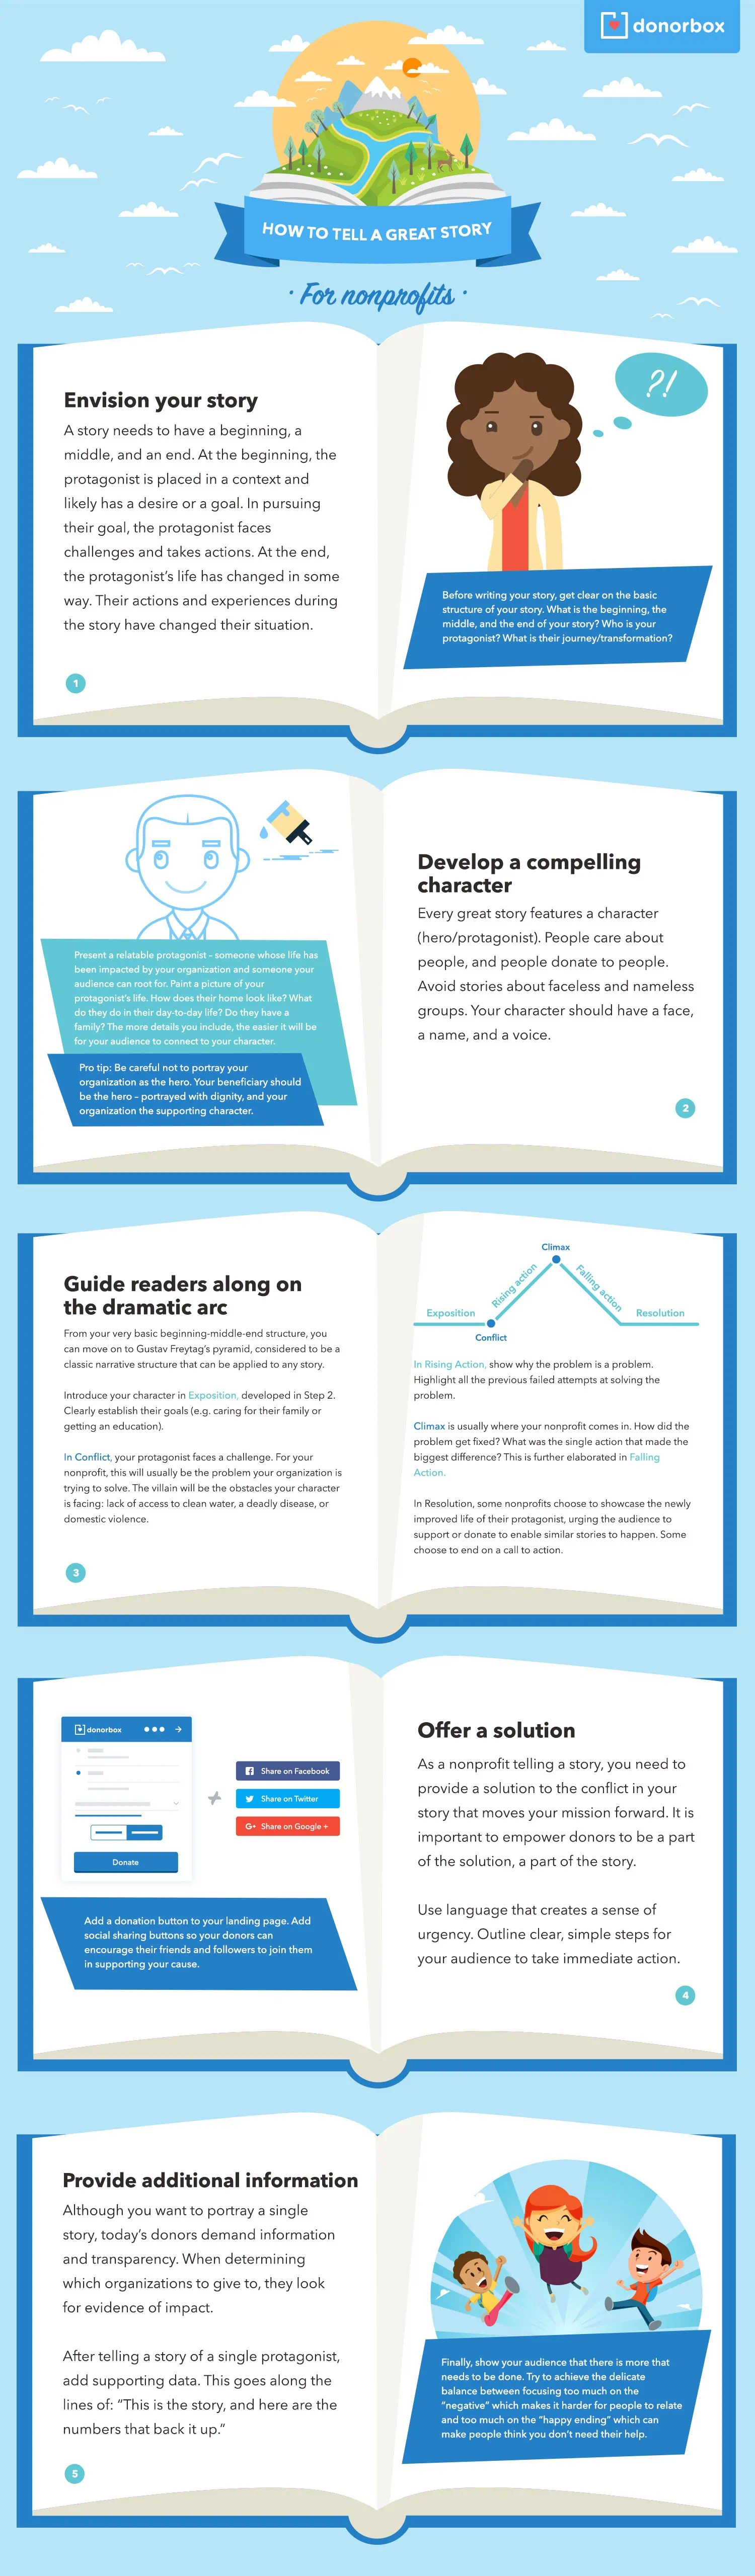 donorbox
HOW TO TELL A GREAT STORY
· For nonprofits ·
Envision your story
A story needs to have a beginning, a
middle, and an end. At the beginning, the
protagonist is placed in a context and
likely has a desire or a goal. In pursuing
their goal, the protagonist faces
challenges and takes actions. At the end,
the protagonist's life has changed in some
way. Their actions and experiences during
the story have changed their situation.
1
?!
Before writing your story, get clear on the basic
structure of your story. What is the beginning, the
middle, and the end of your story? Who is your
protagonist? What is their journey/transformation?
Present a relatable protagonist – someone whose life has
been impacted by your organization and someone your
audience can root for. Paint a picture of your
protagonist's life. How does their home look like? What
do they do in their day-to-day life? Do they have a
family? The more details you include, the easier it will be
for your audience to connect to your character.
Pro tip: Be careful not to portray your
organization as the hero. Your beneficiary should
be the hero – portrayed with dignity, and your
organization the supporting character.
Develop a compelling
character
Every great story features a character
(hero/protagonist). People care about
people, and people donate to people.
Avoid stories about faceless and nameless
groups. Your character should have a face,
a name, and a voice.
2
Guide readers along on
the dramatic arc
From your very basic beginning-middle-end structure, you
can move on to Gustav Freytag's pyramid, considered to be a
classic narrative structure that can be applied to any story.
Introduce your character in Exposition, developed in Step 2.
Clearly establish their goals (e.g. caring for their family or
getting an education).
In Conflict, your protagonist faces a challenge. For your
nonprofit, this will usually be the problem your organization is
trying to solve. The villain will be the obstacles your character
is facing: lack of access to clean water, a deadly disease, or
domestic violence.
3
Climax
Rising action
Falling action
Exposition
Resolution
Conflict
In Rising Action, show why the problem is a problem.
Highlight all the previous failed attempts at solving the
problem.
Climax is usually where your nonprofit comes in. How did the
problem get fixed? What was the single action that made the
biggest difference? This is further elaborated in Falling
Action.
In Resolution, some nonprofits choose to showcase the newly
improved life of their protagonist, urging the audience to
support or donate to enable similar stories to happen. Some
choose to end on a call to action.
donorbox
Donate
Share on Facebook
Share on Twitter
G+ Share on Google +
Add a donation button to your landing page. Add
social sharing buttons so your donors can
encourage their friends and followers to join them
in supporting your cause.
Offer a solution
As a nonprofit telling a story, you need to
provide a solution to the conflict in your
story that moves your mission forward. It is
important to empower donors to be a part
of the solution, a part of the story.
Use language that creates a sense of
urgency. Outline clear, simple steps for
your audience to take immediate action.
4
Provide additional information
Although you want to portray a single
story, today's donors demand information
and transparency. When determining
which organizations to give to, they look
for evidence of impact.
After telling a story of a single protagonist,
add supporting data. This goes along the
lines of: “This is the story, and here are the
numbers that back it up.“
5
Finally, show your audience that there is more that
needs to be done. Try to achieve the delicate
balance between focusing too much on the
“negative” which makes it harder for people to relate
and too much on the “happy ending” which can
make people think you don't need their help.